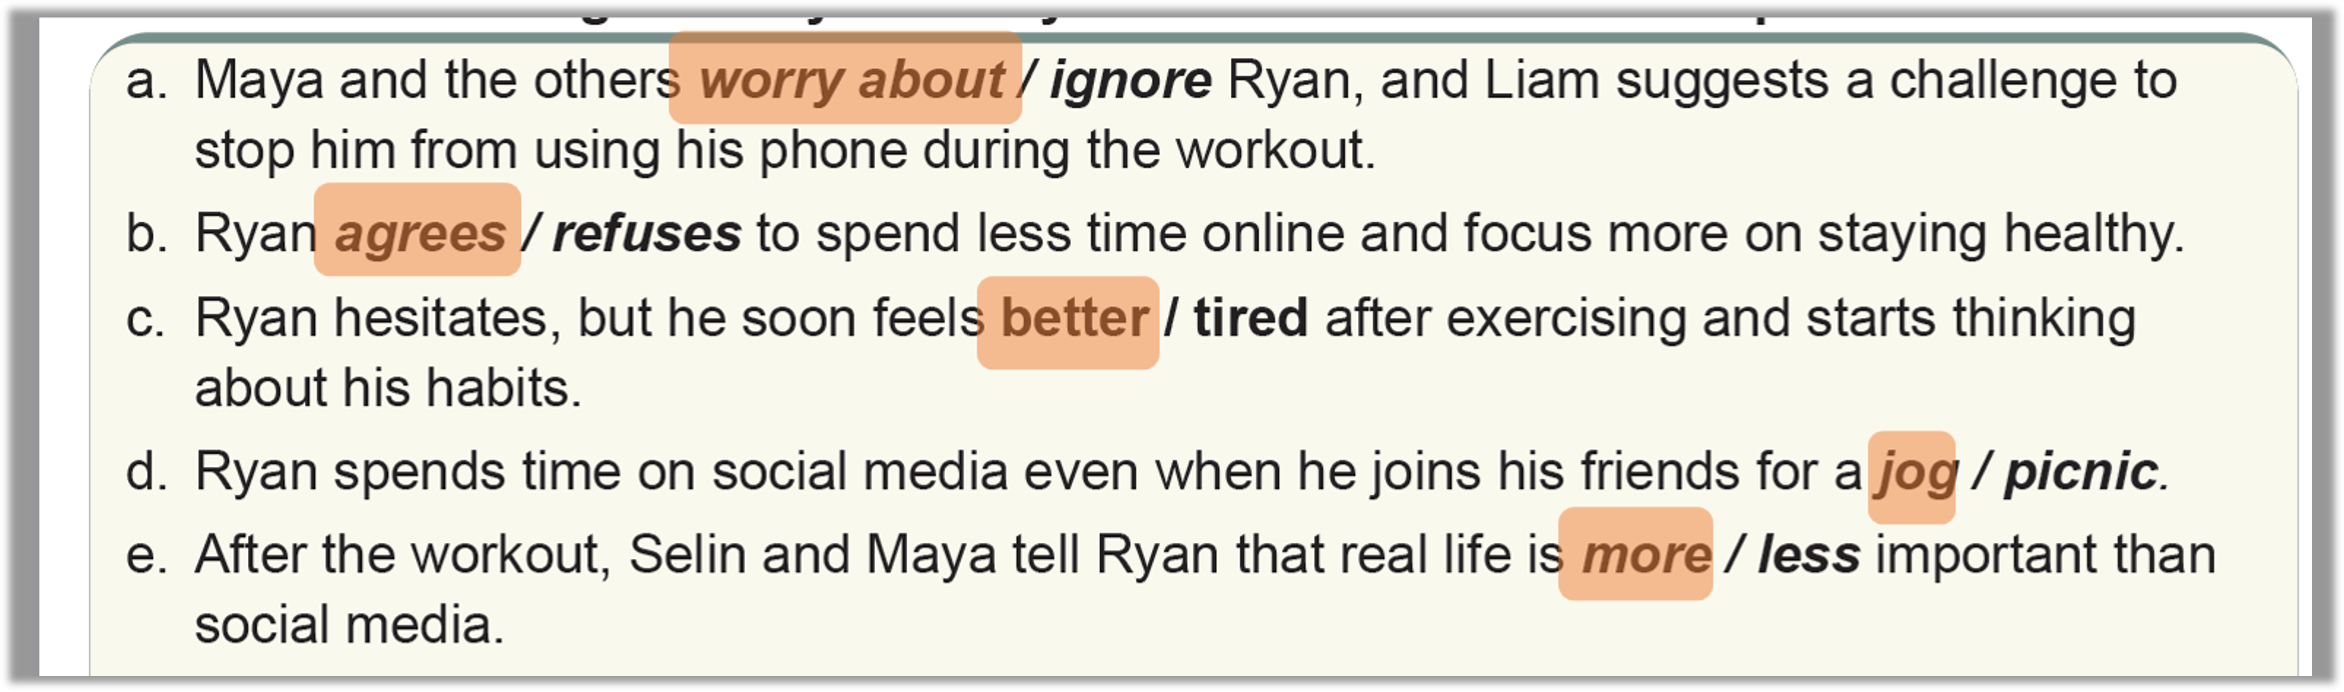 a. Maya and the others worry about / ignore Ryan, and Liam suggests a challenge to
stop him from using his phone during the workout.
b. Ryan agrees / refuses to spend less time online and focus more on staying healthy.
c. Ryan hesitates, but he soon feels better / tired after exercising and starts thinking
about his habits.
d. Ryan spends time on social media even when he joins his friends for a jog / picnic.
e. After the workout, Selin and Maya tell Ryan that real life is more / less important than
social media.